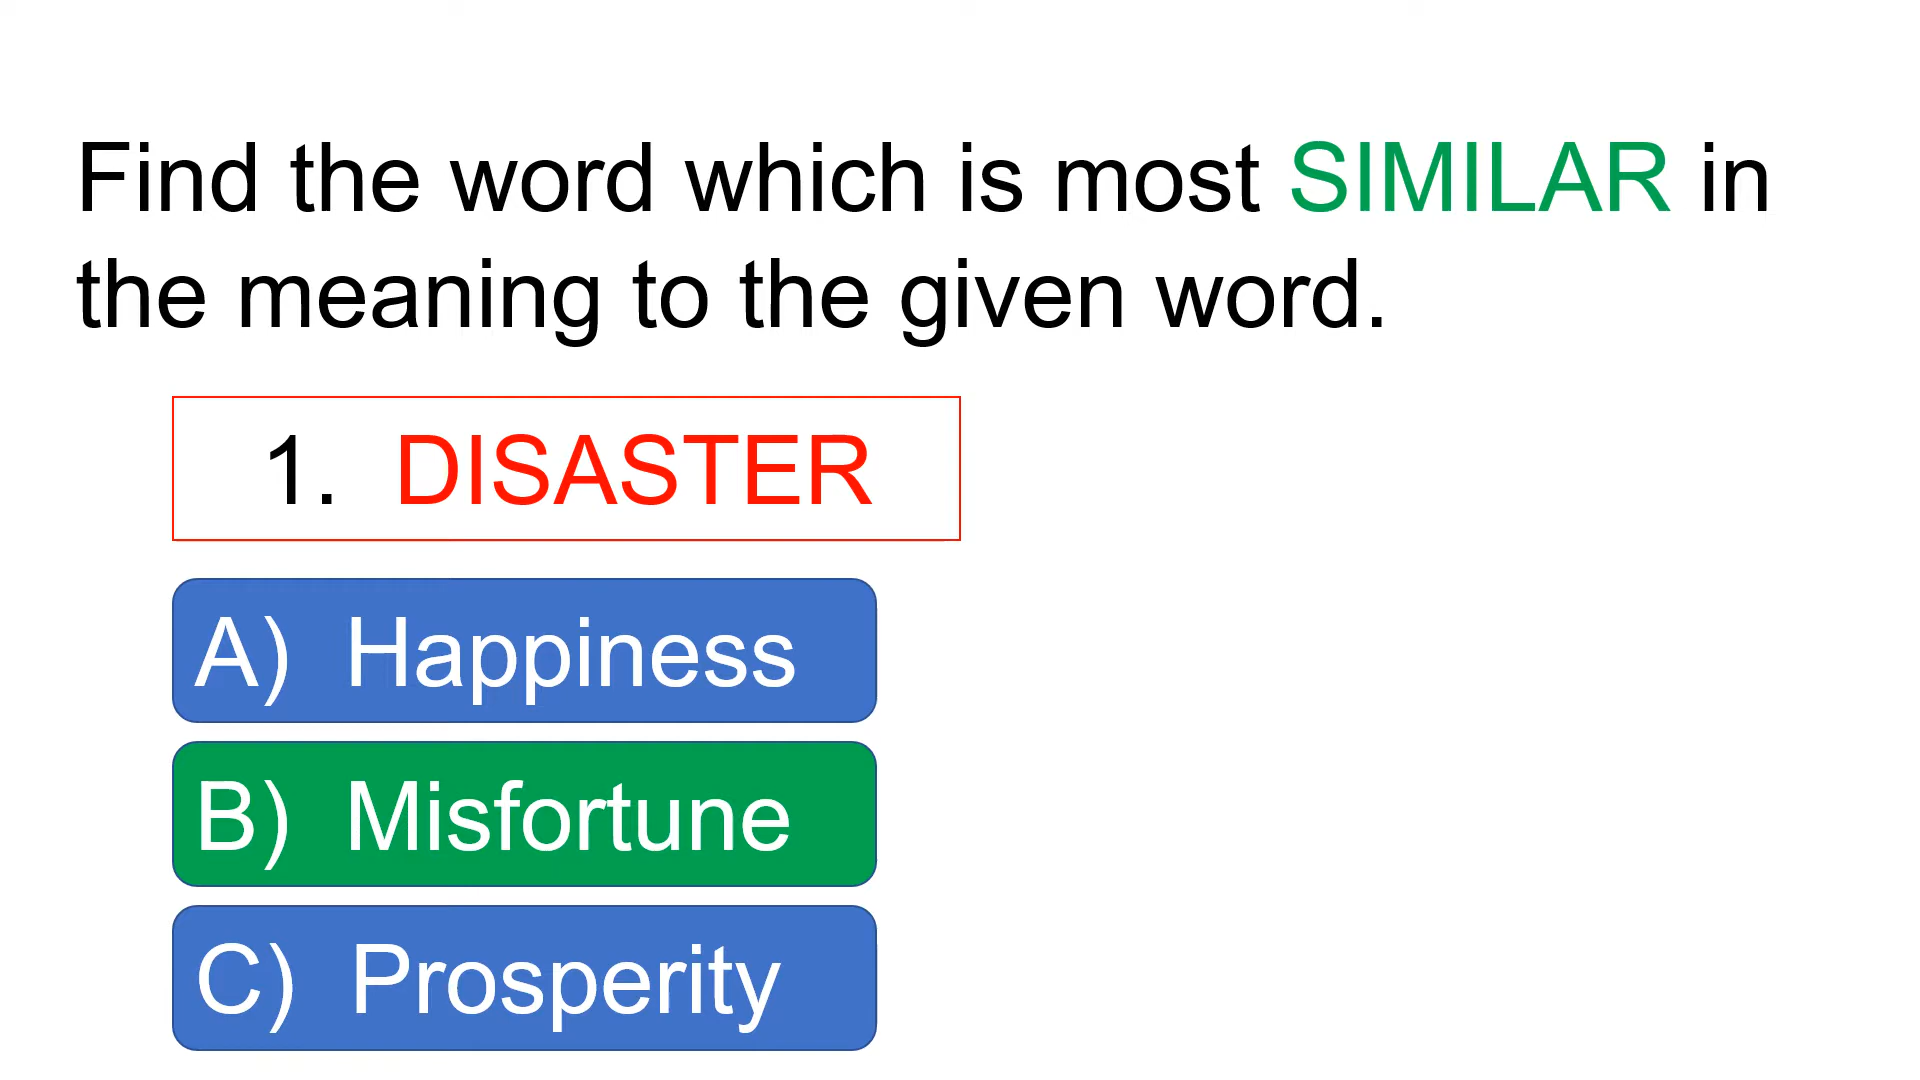 Find the word which is most SIMILAR in
the meaning to the given word.
1. DISASTER
A) Happiness
B) Misfortune
C) Prosperity